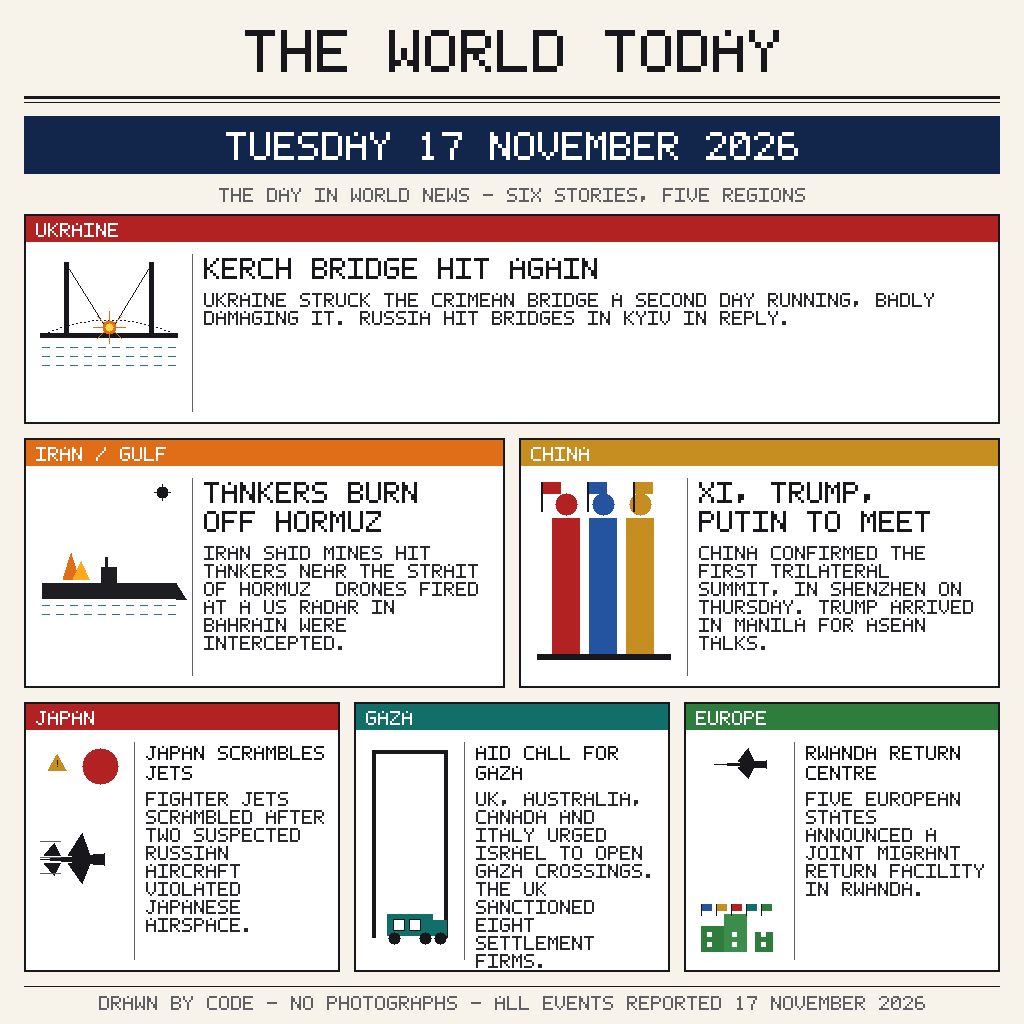 THE WORLD TODAY
TUESDAY 17 NOVEMBER 2026
THE DAY IN WORLD NEWS - SIX STORIES, FIVE REGIONS
UKRAINE
KERCH BRIDGE HIT AGAIN
UKRAINE STRUCK THE CRIMEAN BRIDGE A SECOND DAY RUNNING, BADLY
DAMAGING IT. RUSSIA HIT BRIDGES IN KYIV IN REPLY.
IRAN / GULF
TANKERS BURN
OFF HORMUZ
IRAN SAID MINES HIT
TANKERS NEAR THE STRAIT
OF HORMUZ  DRONES FIRED
AT A US RADAR IN
BAHRAIN WERE
INTERCEPTED.
CHINA
XI, TRUMP,
PUTIN TO MEET
CHINA CONFIRMED THE
FIRST TRILATERAL
SUMMIT, IN SHENZHEN ON
THURSDAY. TRUMP ARRIVED
IN MANILA FOR ASEAN
TALKS.
JAPAN
!
JAPAN SCRAMBLES
JETS
FIGHTER JETS
SCRAMBLED AFTER
TWO SUSPECTED
RUSSIAN
AIRCRAFT
VIOLATED
JAPANESE
AIRSPACE.
GAZA
AID CALL FOR
GAZA
UK, AUSTRALIA,
CANADA AND
ITALY URGED
ISRAEL TO OPEN
GAZA CROSSINGS.
THE UK
SANCTIONED
EIGHT
SETTLEMENT
FIRMS.
EUROPE
RWANDA RETURN
CENTRE
FIVE EUROPEAN
STATES
ANNOUNCED A
JOINT MIGRANT
RETURN FACILITY
IN RWANDA.
DRAWN BY CODE - NO PHOTOGRAPHS - ALL EVENTS REPORTED 17 NOVEMBER 2026